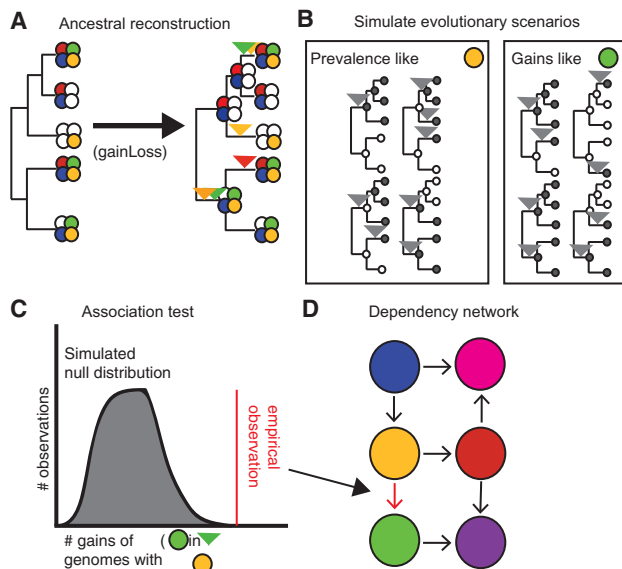 A
Ancestral reconstruction
(gainLoss)
B
Simulate evolutionary scenarios
Prevalence like
Gains like
C
Association test
Simulated
null distribution
# observations
empirical
observation
# gains of ( in
genomes with
D
Dependency network